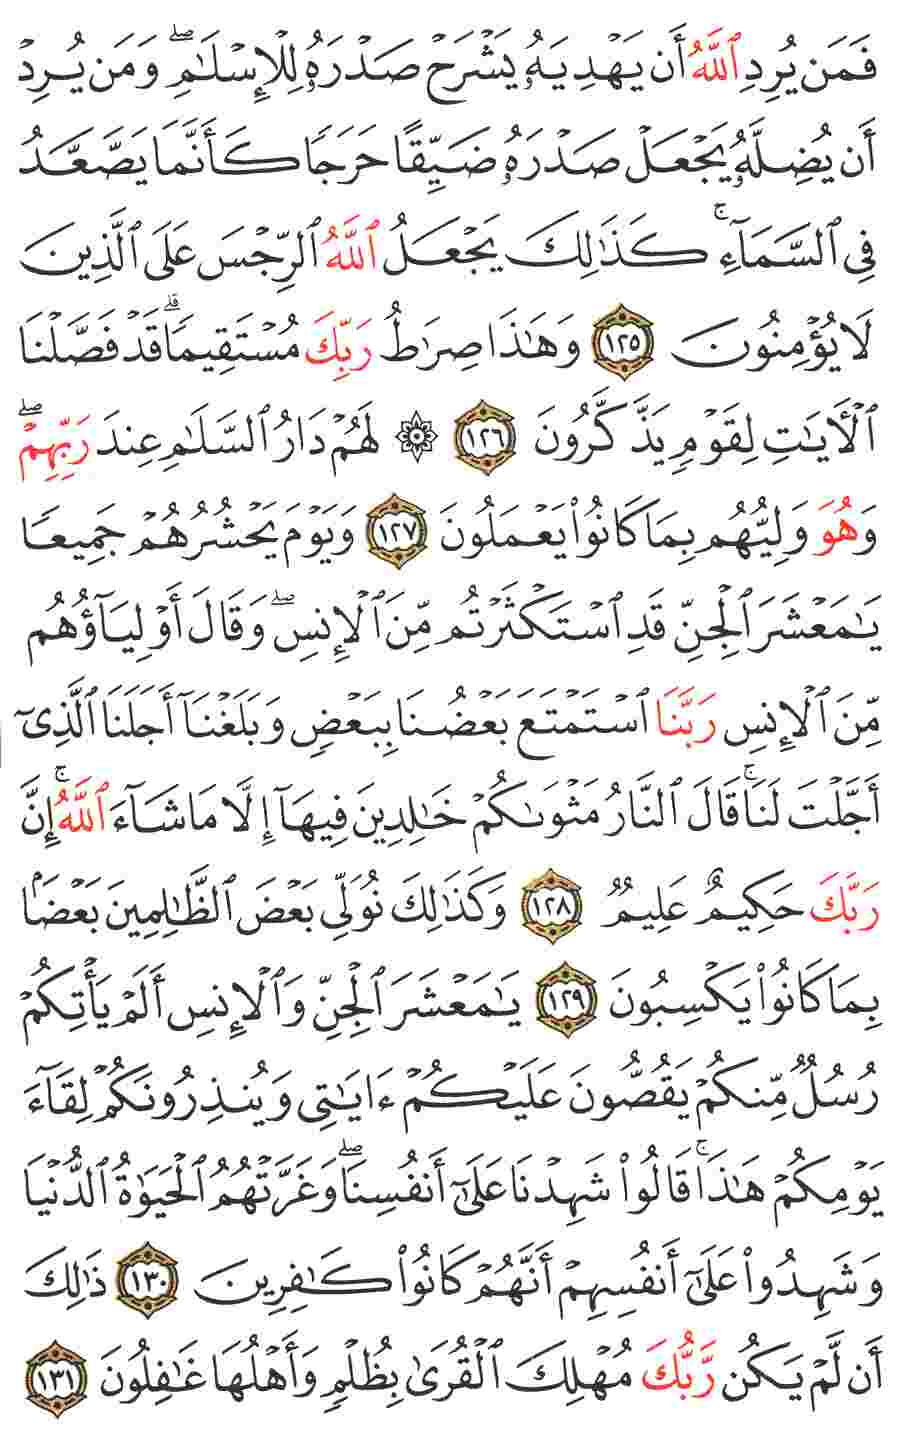 فَمَن يُرِدِ ٱللَّهُ أَن يَهْدِيَهُۥ يَشْرَحْ صَدْرَهُۥ لِلْإِسْلَٰمِ ۖ وَمَن يُرِدْ
أَن يُضِلَّهُۥ يَجْعَلْ صَدْرَهُۥ ضَيِّقًا حَرَجًا كَأَنَّمَا يَصَّعَّدُ
فِى ٱلسَّمَآءِ ۚ كَذَٰلِكَ يَجْعَلُ ٱللَّهُ ٱلرِّجْسَ عَلَى ٱلَّذِينَ
لَا يُؤْمِنُونَ ١٢٥ وَهَٰذَا صِرَٰطُ رَبِّكَ مُسْتَقِيمًا ۗ قَدْ فَصَّلْنَا
ٱلْءَايَٰتِ لِقَوْمٍ يَذَّكَّرُونَ ١٢٦ ۞ لَهُمْ دَارُ ٱلسَّلَٰمِ عِندَ رَبِّهِمْ ۖ
وَهُوَ وَلِيُّهُم بِمَا كَانُوا۟ يَعْمَلُونَ ١٢٧ وَيَوْمَ يَحْشُرُهُمْ جَمِيعًا
يَٰمَعْشَرَ ٱلْجِنِّ قَدِ ٱسْتَكْثَرْتُم مِّنَ ٱلْإِنسِ ۖ وَقَالَ أَوْلِيَآؤُهُم
مِّنَ ٱلْإِنسِ رَبَّنَا ٱسْتَمْتَعَ بَعْضُنَا بِبَعْضٍ وَبَلَغْنَآ أَجَلَنَا ٱلَّذِىٓ
أَجَّلْتَ لَنَا ۚ قَالَ ٱلنَّارُ مَثْوَىٰكُمْ خَٰلِدِينَ فِيهَآ إِلَّا مَا شَآءَ ٱللَّهُ ۚ إِنَّ
رَبَّكَ حَكِيمٌ عَلِيمٌ ١٢٨ وَكَذَٰلِكَ نُوَلِّى بَعْضَ ٱلظَّٰلِمِينَ بَعْضًۢا
بِمَا كَانُوا۟ يَكْسِبُونَ ١٢٩ يَٰمَعْشَرَ ٱلْجِنِّ وَٱلْإِنسِ أَلَمْ يَأْتِكُمْ
رُسُلٌ مِّنكُمْ يَقُصُّونَ عَلَيْكُمْ ءَايَٰتِى وَيُنذِرُونَكُمْ لِقَآءَ
يَوْمِكُمْ هَٰذَا ۚ قَالُوا۟ شَهِدْنَا عَلَىٰٓ أَنفُسِنَا ۖ وَغَرَّتْهُمُ ٱلْحَيَوٰةُ ٱلدُّنْيَا
وَشَهِدُوا۟ عَلَىٰٓ أَنفُسِهِمْ أَنَّهُمْ كَانُوا۟ كَٰفِرِينَ ١٣٠ ذَٰلِكَ
أَن لَّمْ يَكُن رَّبُّكَ مُهْلِكَ ٱلْقُرَىٰ بِظُلْمٍ وَأَهْلُهَا غَٰفِلُونَ ١٣١